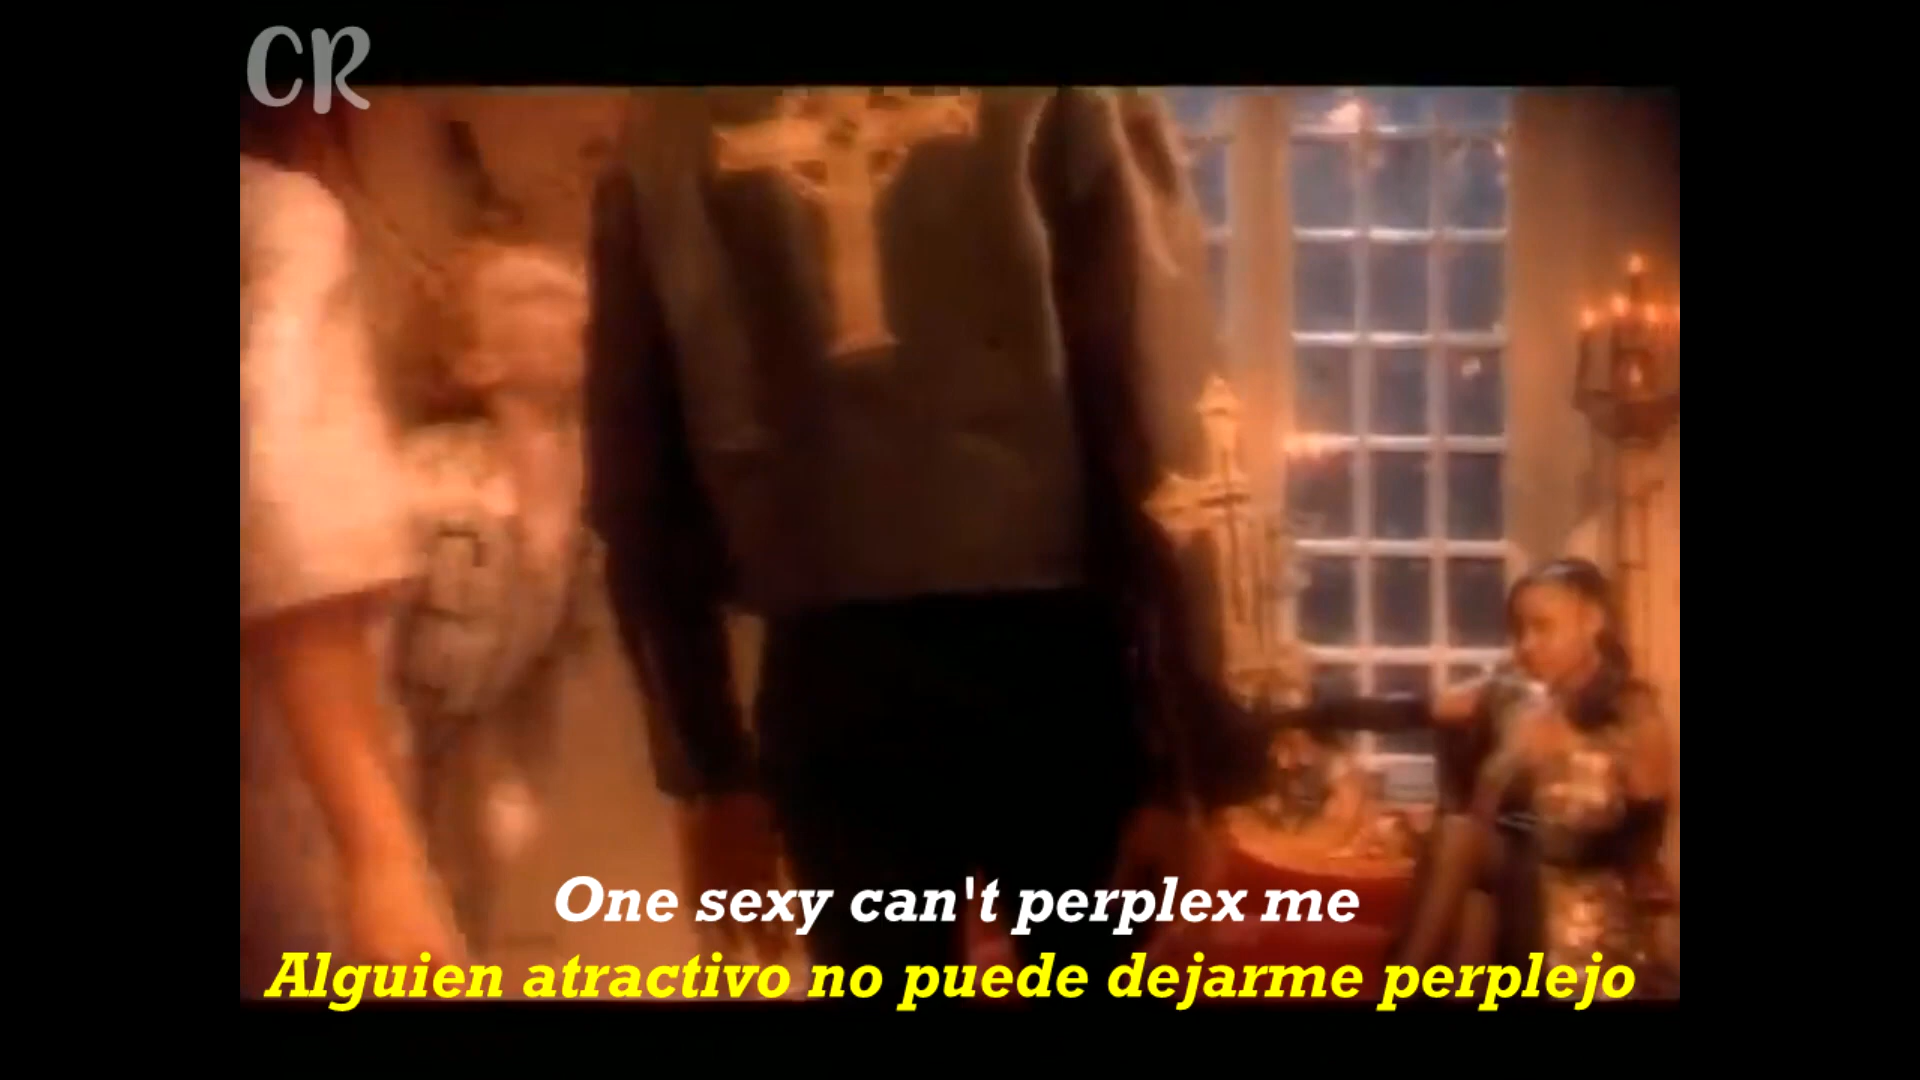 CR
One sexy can't perplex me
Alguien atractivo no puede dejarme perplejo